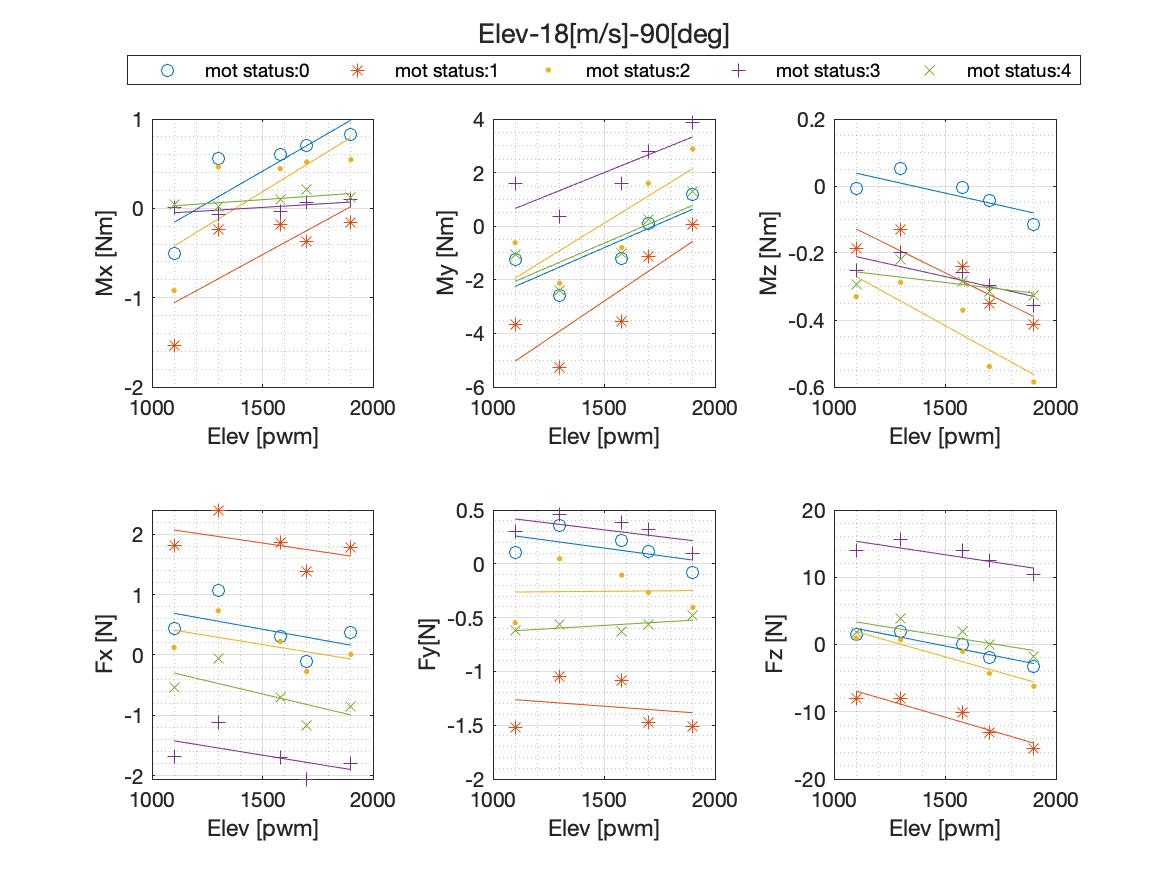 Elev-18[m/s]-90[deg]
mot status:0 mot status:1 mot status:2 mot status:3 mot status:4
1
0
-1
-2
Mx [Nm]
1000 1500 2000
Elev [pwm]
4
2
0
-2
-4
-6
My [Nm]
1000 1500 2000
Elev [pwm]
0.2
0
-0.2
-0.4
-0.6
Mz [Nm]
1000 1500 2000
Elev [pwm]
2
1
0
-1
-2
Fx [N]
1000 1500 2000
Elev [pwm]
0.5
0
-0.5
-1
-1.5
-2
Fy[N]
1000 1500 2000
Elev [pwm]
20
10
0
-10
-20
Fz [N]
1000 1500 2000
Elev [pwm]